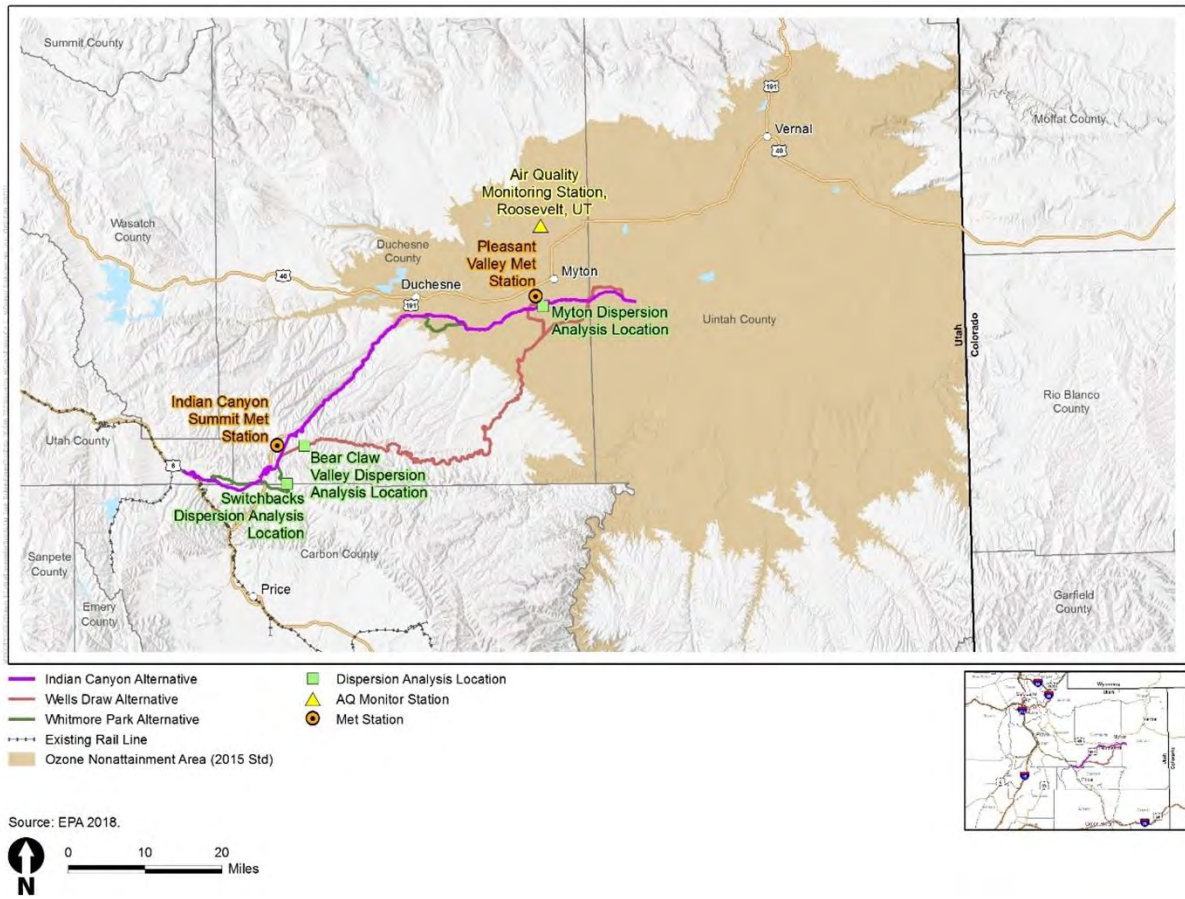 Summit County
191
Moffat County
Vernal
40
Air Quality
Monitoring Station,
Roosevelt, UT
Wasatch
County
Duchesne
County
Pleasant
Valley Met
Station
40
Duchesne
Myton
191
Myton Dispersion
Analysis Location
Uintah County
Utah
Colorado
Rio Blanco
County
Indian Canyon
Summit Met
Station
Utah County
6
Bear Claw
Valley Dispersion
Analysis Location
Switchbacks
Dispersion Analysis
Location
Carbon County
Sanpete
County
Price
Emery
County
Garfield
County
Indian Canyon Alternative
Wells Draw Alternative
Whitmore Park Alternative
Existing Rail Line
Ozone Nonattainment Area (2015 Std)
Dispersion Analysis Location
AQ Monitor Station
Met Station
Source: EPA 2018.
N
0 10 20
Miles